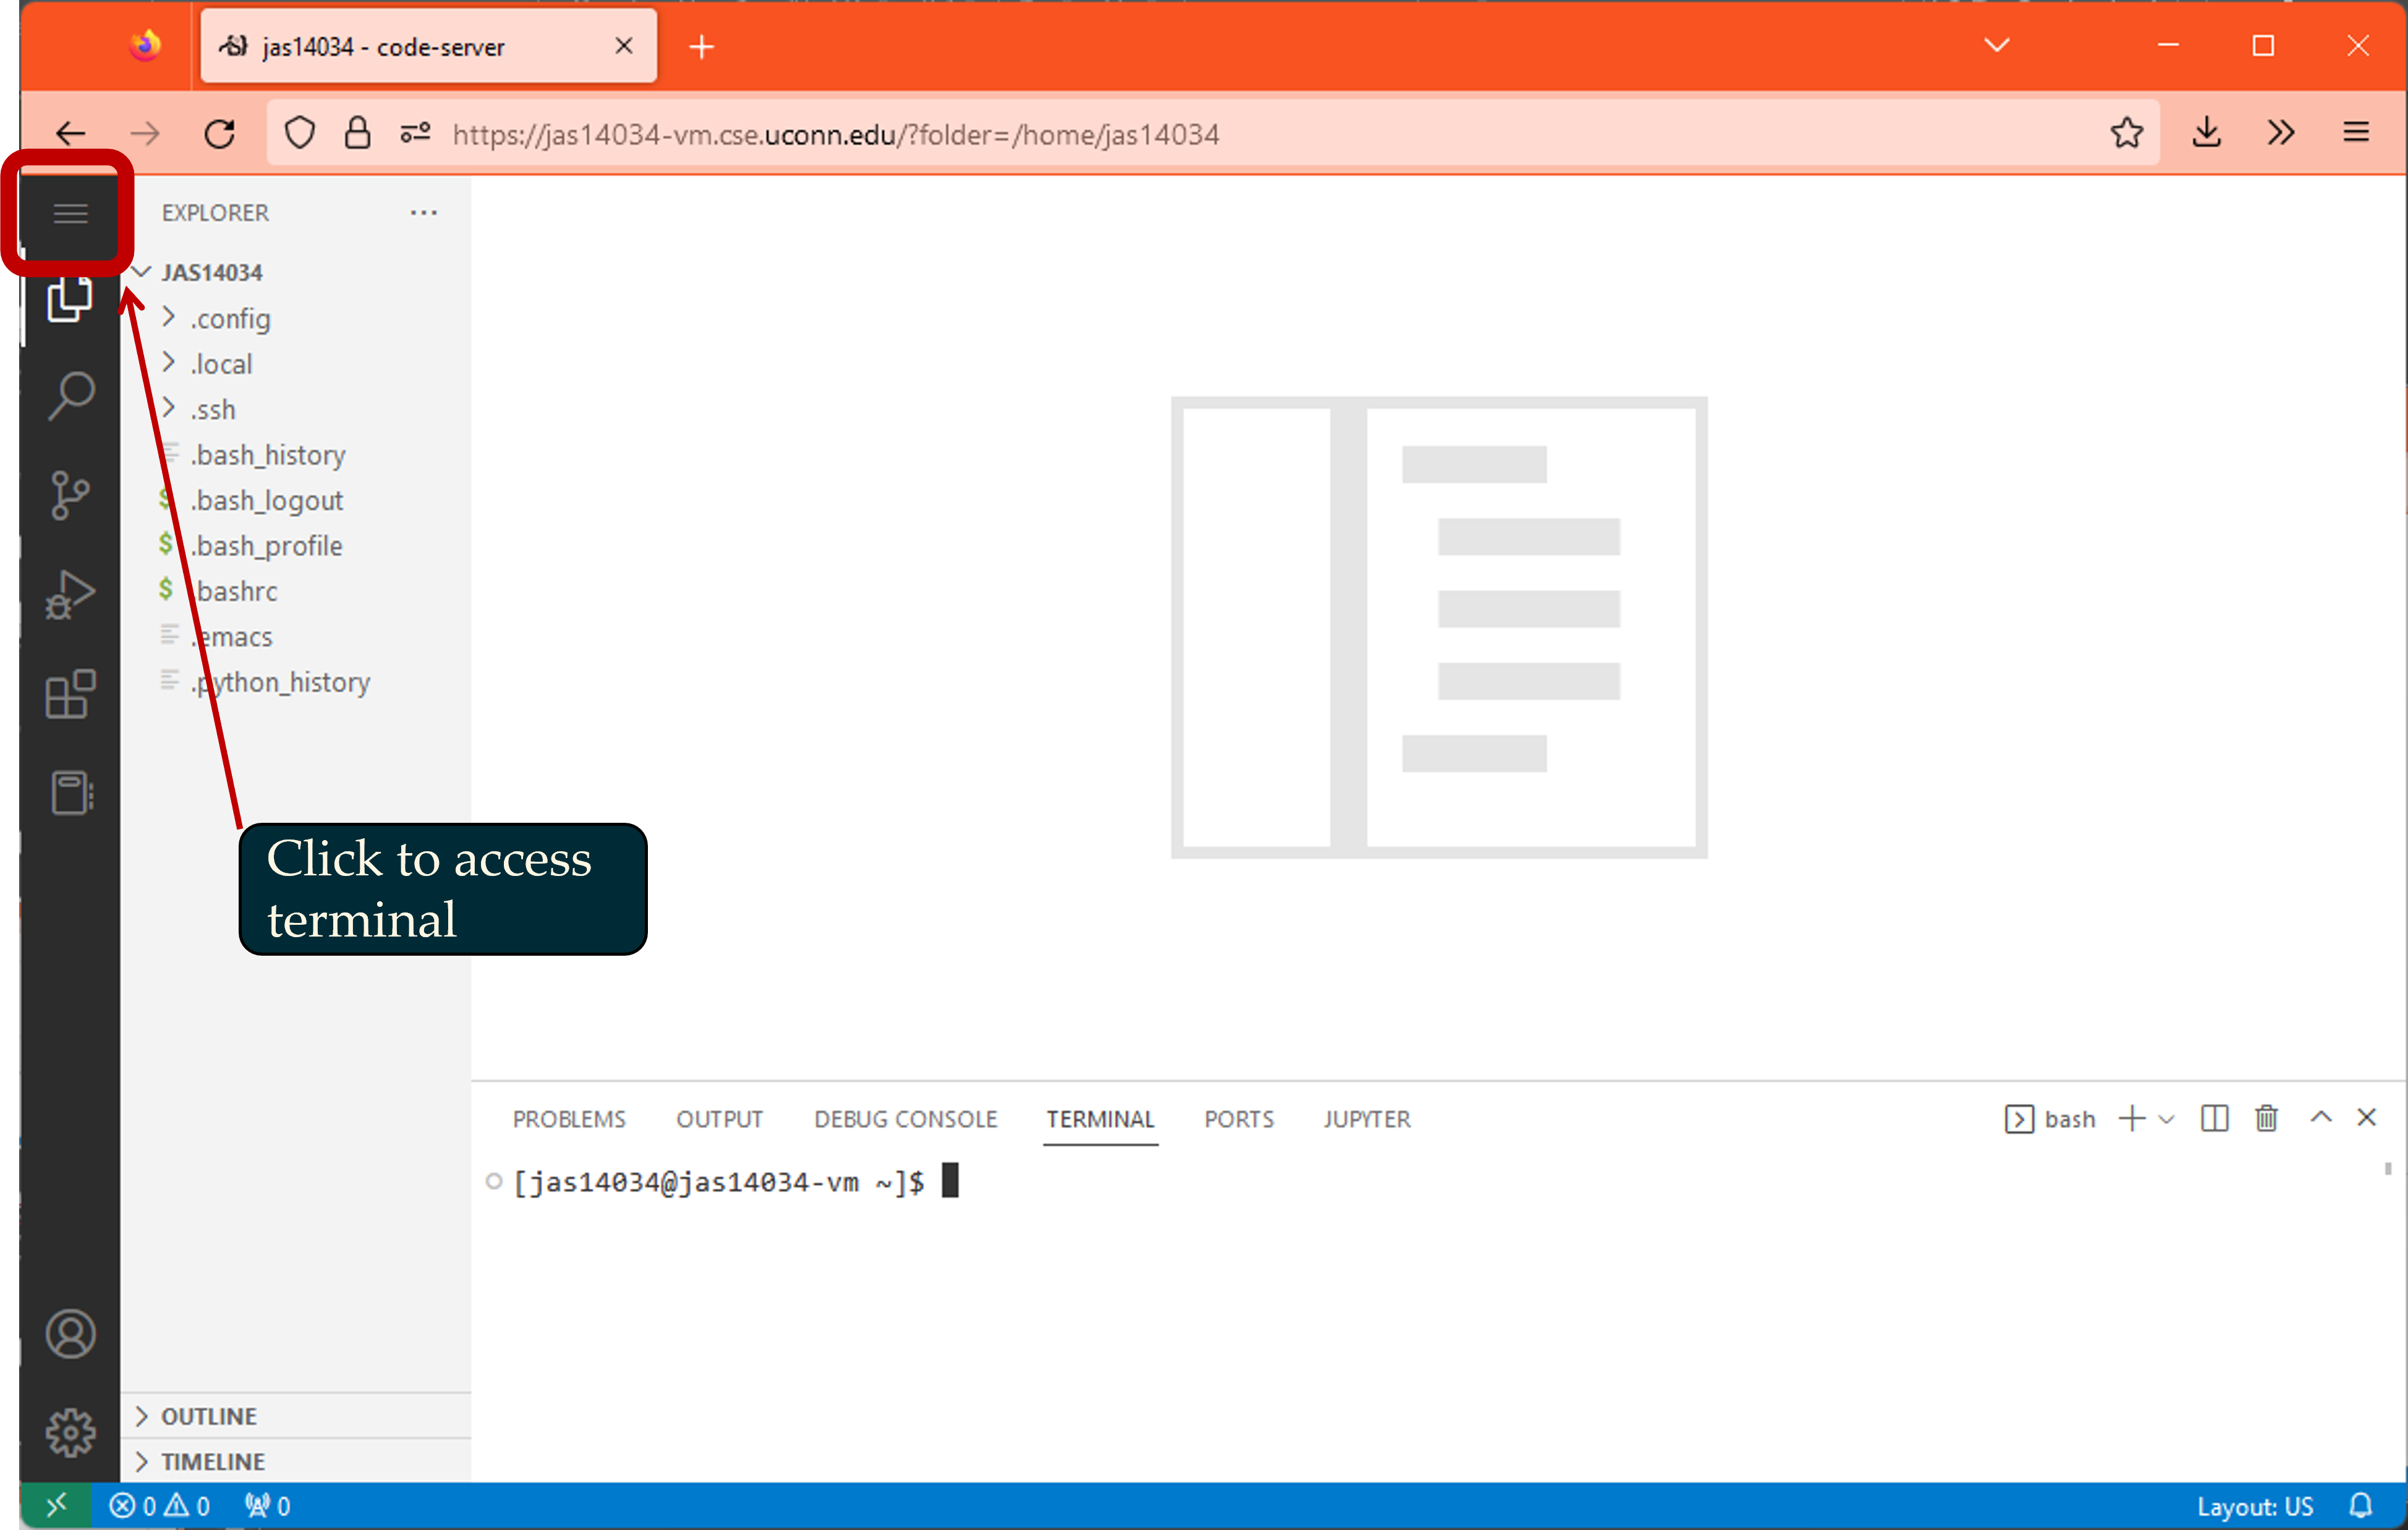 jas14034 - code-server
https://jas14034-vm.cse.uconn.edu/?folder=/home/jas14034
EXPLORER
JAS14034
.config
.local
.ssh
.bash_history
.bash_logout
.bash_profile
.bashrc
.emacs
.python_history
Click to access
terminal
PROBLEMS OUTPUT DEBUG CONSOLE TERMINAL PORTS JUPYTER bash
[jas14034@jas14034-vm ~]$
OUTLINE
TIMELINE
0 0 0 Layout: US